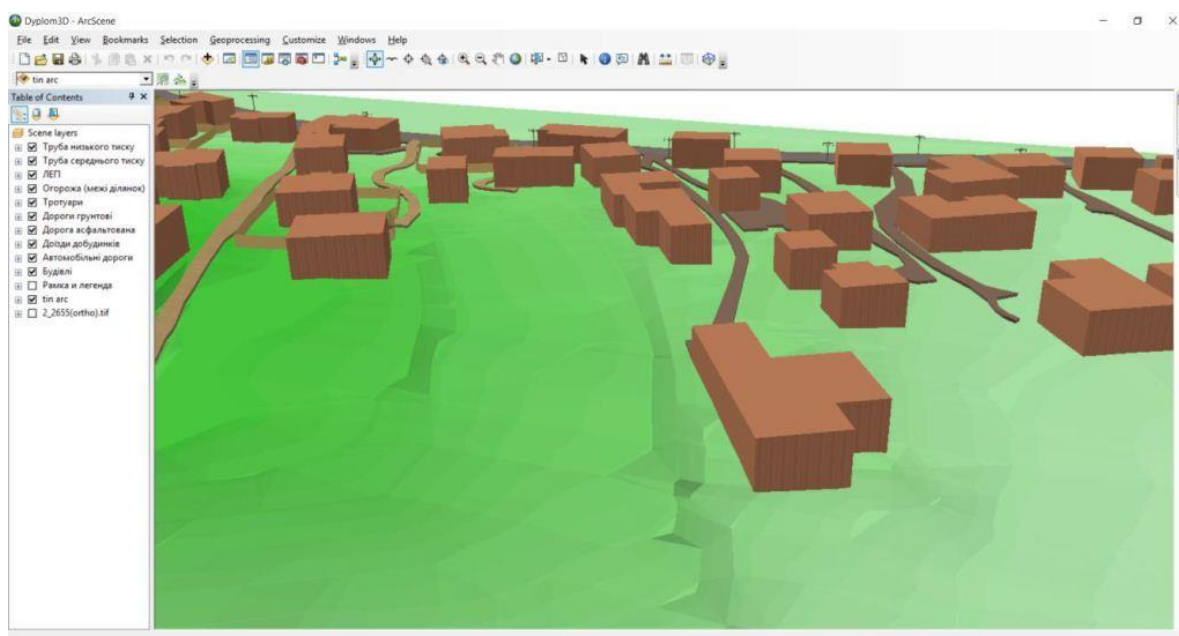 Dyplom3D - ArcScene
File Edit View Bookmarks Selection Geoprocessing Customize Windows Help
tin arc
Table of Contents
Scene layers
Труба низького тиску
Труба середнього тиску
ЛЕП
Огорожа (межі ділянок)
Тротуари
Дороги грунтові
Дорога асфальтована
Доїзди добудинків
Автомобільні дороги
Будівлі
Рамка и легенда
tin arc
2_2655(ortho).tif